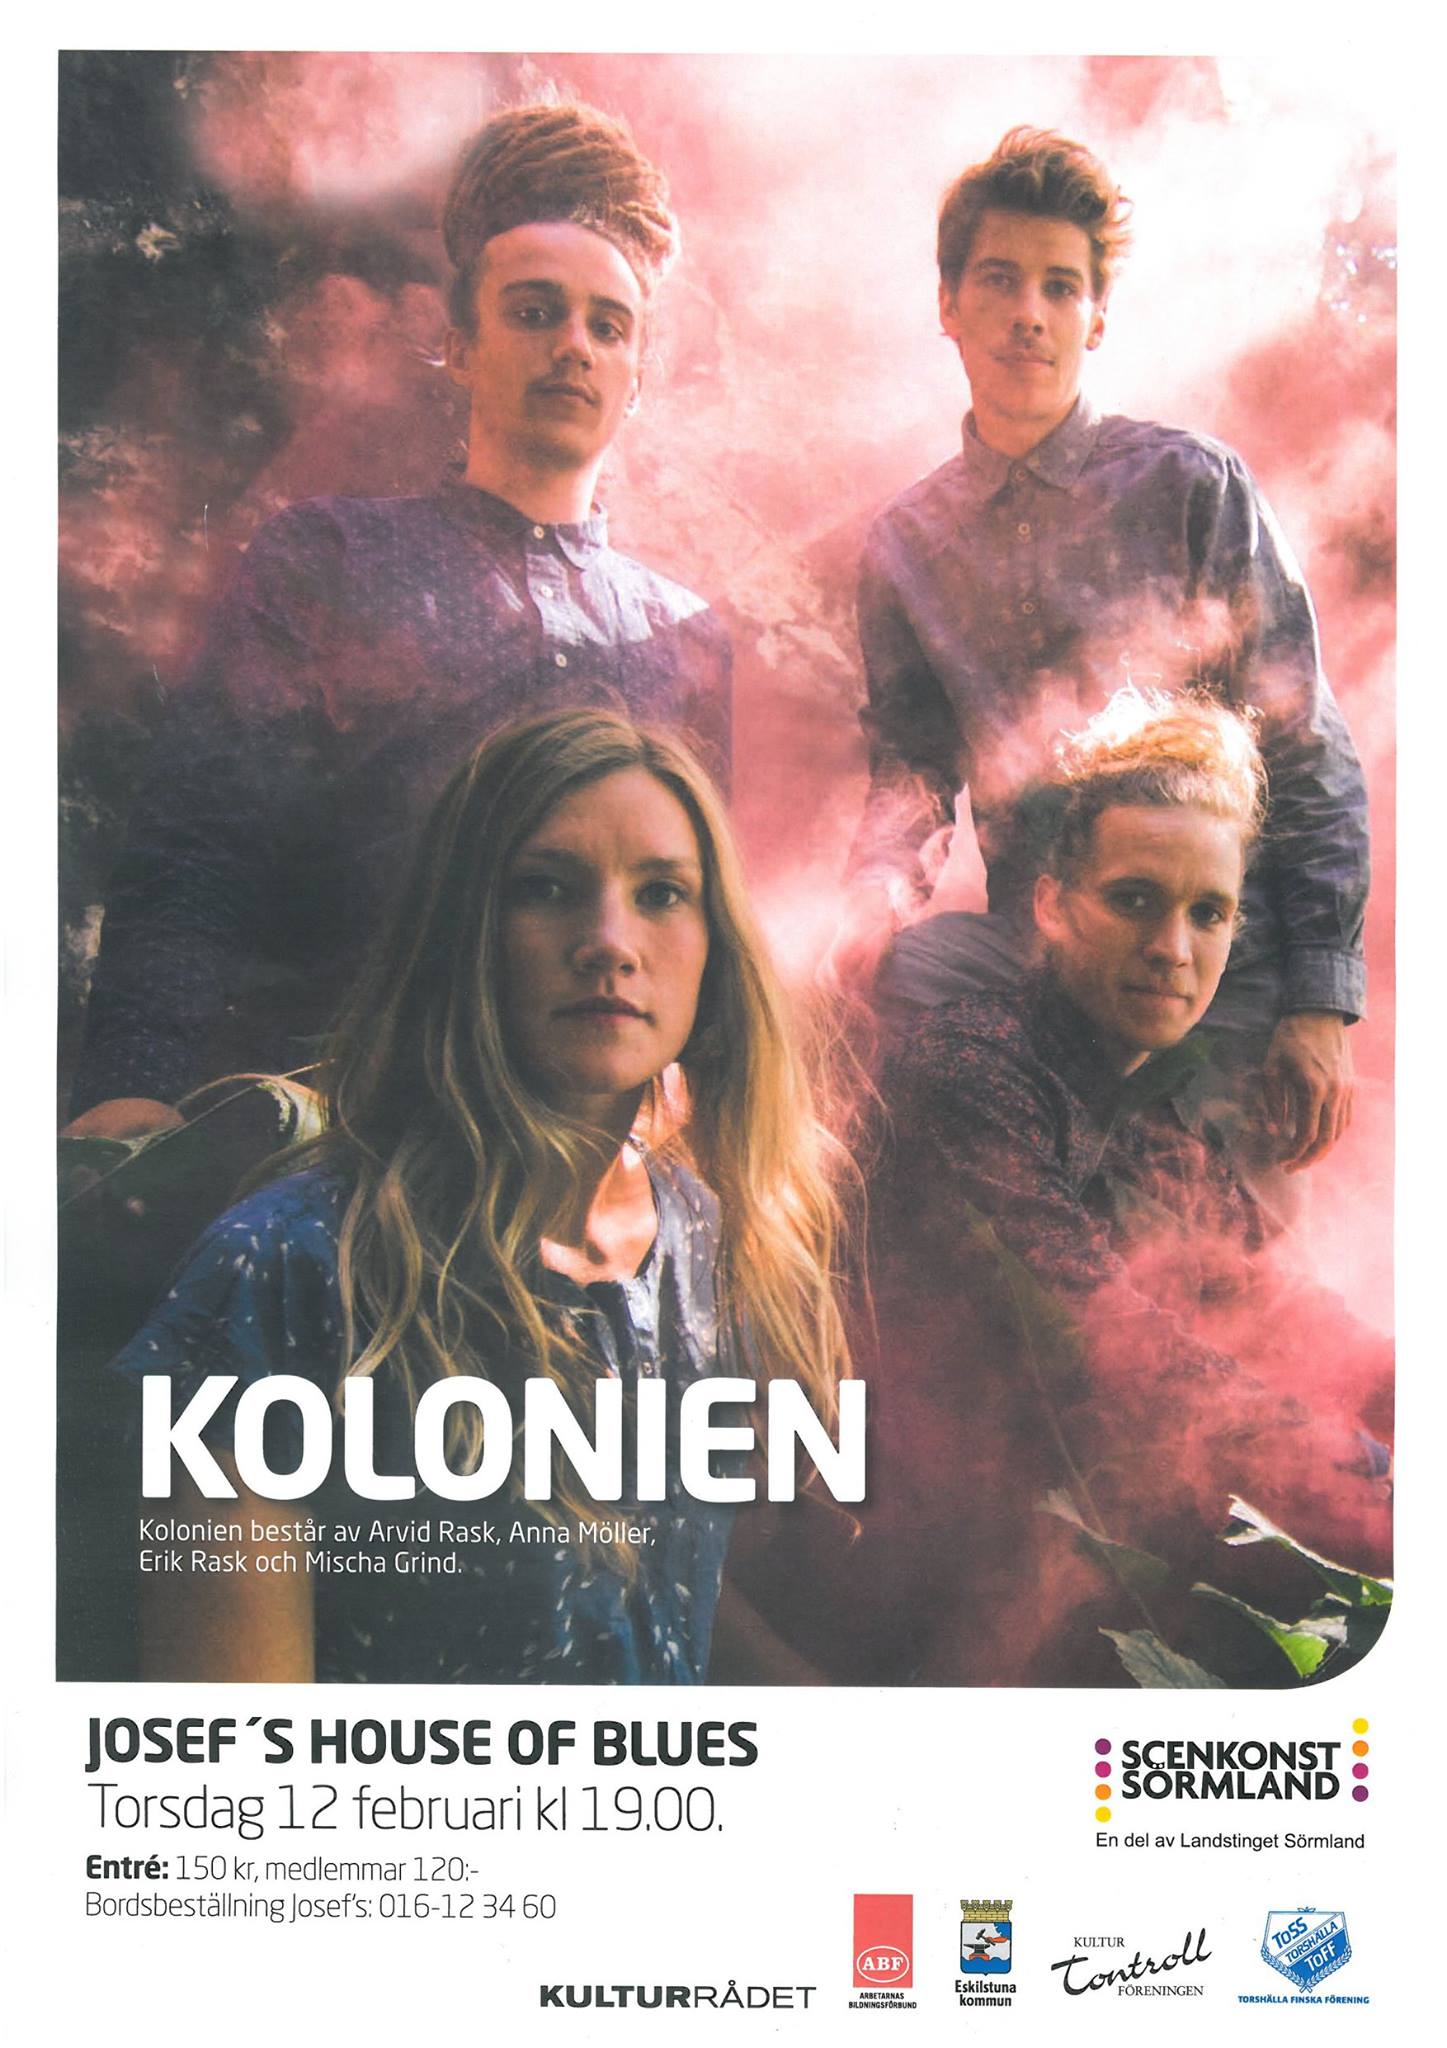 KOLONIEN
Kolonien består av Arvid Rask, Anna Möller,
Erik Rask och Mischa Grind.
JOSEF´S HOUSE OF BLUES
Torsdag 12 februari kl 19.00.
Entré: 150 kr, medlemmar 120:-
Bordsbeställning Josef's: 016-12 34 60
SCENKONST
SÖRMLAND
En del av Landstinget Sörmland
KULTURRÅDET
ABF
ARBETARNAS
BILDNINGSFÖRBUND
Eskilstuna
kommun
KULTUR
Tontroll
FÖRENINGEN
ToSS
TORSHÄLLA
ToFF
TORSHÄLLA FINSKA FÖRENING